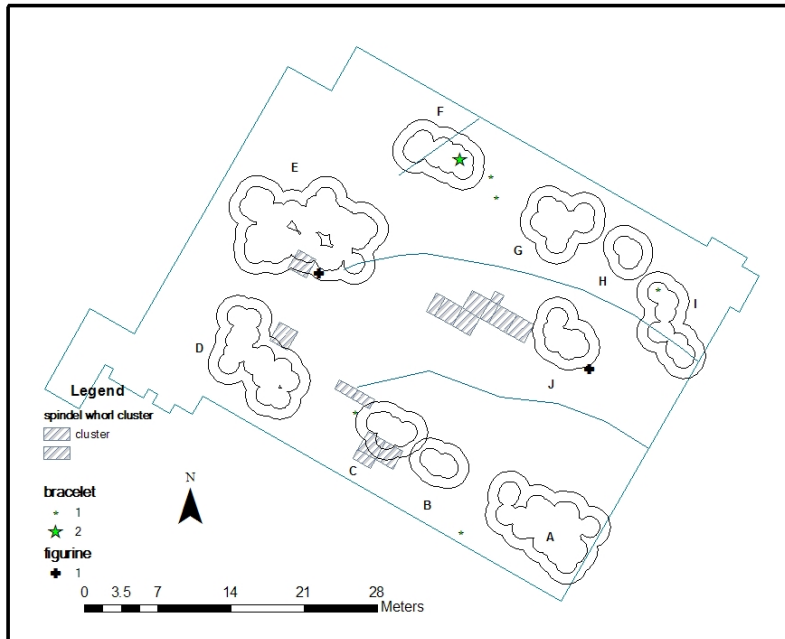 F
E
G
H
I
D
J
Legend
spindel whorl cluster
cluster
C
B
A
N
bracelet
1
2
figurine
1
0 3.5 7 14 21 28
Meters